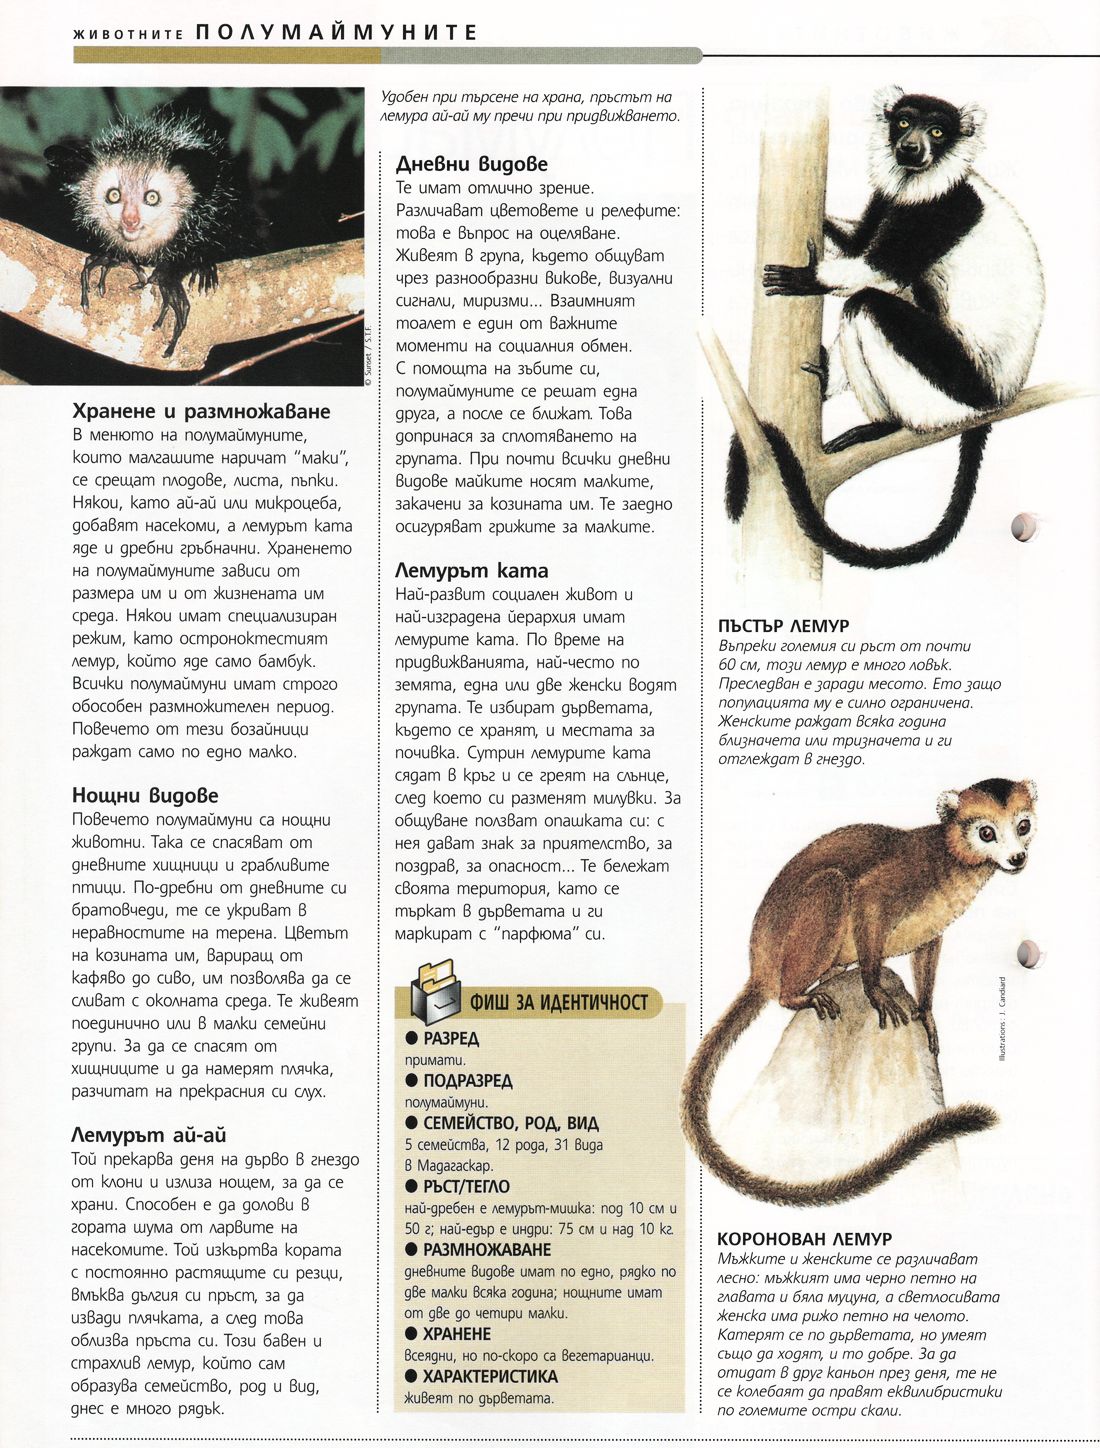 ЖИВОТНИТЕ ПОЛУМАЙМУНИТЕ
Удобен при търсене на храна, пръстът на
лемура ай-ай му пречи при придвижването.
© Sunset / S.T.F.
Хранене и размножаване
В менюто на полумаймуните,
които малгашите наричат “маки”,
се срещат плодове, листа, пъпки.
Някои, като ай-ай или микроцеба,
добавят насекоми, а лемурът ката
яде и дребни гръбначни. Храненето
на полумаймуните зависи от
размера им и от жизнената им
среда. Някои имат специализиран
режим, като остроноктестият
лемур, който яде само бамбук.
Всички полумаймуни имат строго
обособен размножителен период.
Повечето от тези бозайници
раждат само по едно малко.
Нощни видове
Повечето полумаймуни са нощни
животни. Така се спасяват от
дневните хищници и грабливите
птици. По-дребни от дневните си
братовчеди, те се укриват в
неравностите на терена. Цветът
на козината им, вариращ от
кафяво до сиво, им позволява да се
сливат с околната среда. Те живеят
поединично или в малки семейни
групи. За да се спасят от
хищниците и да намерят плячка,
разчитат на прекрасния си слух.
Лемурът ай-ай
Той прекарва деня на дърво в гнездо
от клони и излиза нощем, за да се
храни. Способен е да долови в
гората шума от ларвите на
насекомите. Той изкъртва кората
с постоянно растящите си резци,
вмъква дългия си пръст, за да
извади плячката, а след това
облизва пръста си. Този бавен и
страхлив лемур, който сам
образува семейство, род и вид,
днес е много рядък.
Дневни видове
Те имат отлично зрение.
Различават цветовете и релефите:
това е въпрос на оцеляване.
Живеят в група, където общуват
чрез разнообразни викове, визуални
сигнали, миризми... Взаимният
тоалет е един от важните
моменти на социалния обмен.
С помощта на зъбите си,
полумаймуните се решат една
друга, а после се ближат. Това
допринася за сплотяването на
групата. При почти всички дневни
видове майките носят малките,
закачени за козината им. Те заедно
осигуряват грижите за малките.
Лемурът ката
Най-развит социален живот и
най-изградена йерархия имат
лемурите ката. По време на
придвижванията, най-често по
земята, една или две женски водят
групата. Те избират дърветата,
където се хранят, и местата за
почивка. Сутрин лемурите ката
сядат в кръг и се греят на слънце,
след което си разменят милувки. За
общуване ползват опашката си: с
нея дават знак за приятелство, за
поздрав, за опасност... Те бележат
своята територия, като се
търкат в дърветата и ги
маркират с “парфюма” си.
ФИШ ЗА ИДЕНТИЧНОСТ
● РАЗРЕД
примати.
● ПОДРАЗРЕД
полумаймуни.
● СЕМЕЙСТВО, РОД, ВИД
5 семейства, 12 рода, 31 вида
в Мадагаскар.
● РЪСТ/ТЕГЛО
най-дребен е лемурът-мишка: под 10 см и
50 г; най-едър е индри: 75 см и над 10 кг.
● РАЗМНОЖАВАНЕ
дневните видове имат по едно, рядко по
две малки всяка година; нощните имат
от две до четири малки.
● ХРАНЕНЕ
всеядни, но по-скоро са вегетарианци.
● ХАРАКТЕРИСТИКА
живеят по дърветата.
ПЪСТЪР ЛЕМУР
Въпреки големия си ръст от почти
60 см, този лемур е много ловък.
Преследван е заради месото. Ето защо
популацията му е силно ограничена.
Женските раждат всяка година
близначета или тризначета и ги
отглеждат в гнездо.
Illustrations : J. Candiard
КОРОНОВАН ЛЕМУР
Мъжките и женските се различават
лесно: мъжкият има черно петно на
главата и бяла муцуна, а светлосивата
женска има рижо петно на челото.
Катерят се по дърветата, но умеят
също да ходят, и то добре. За да
отидат в друг каньон през деня, те не
се колебаят да правят еквилибристики
по големите остри скали.